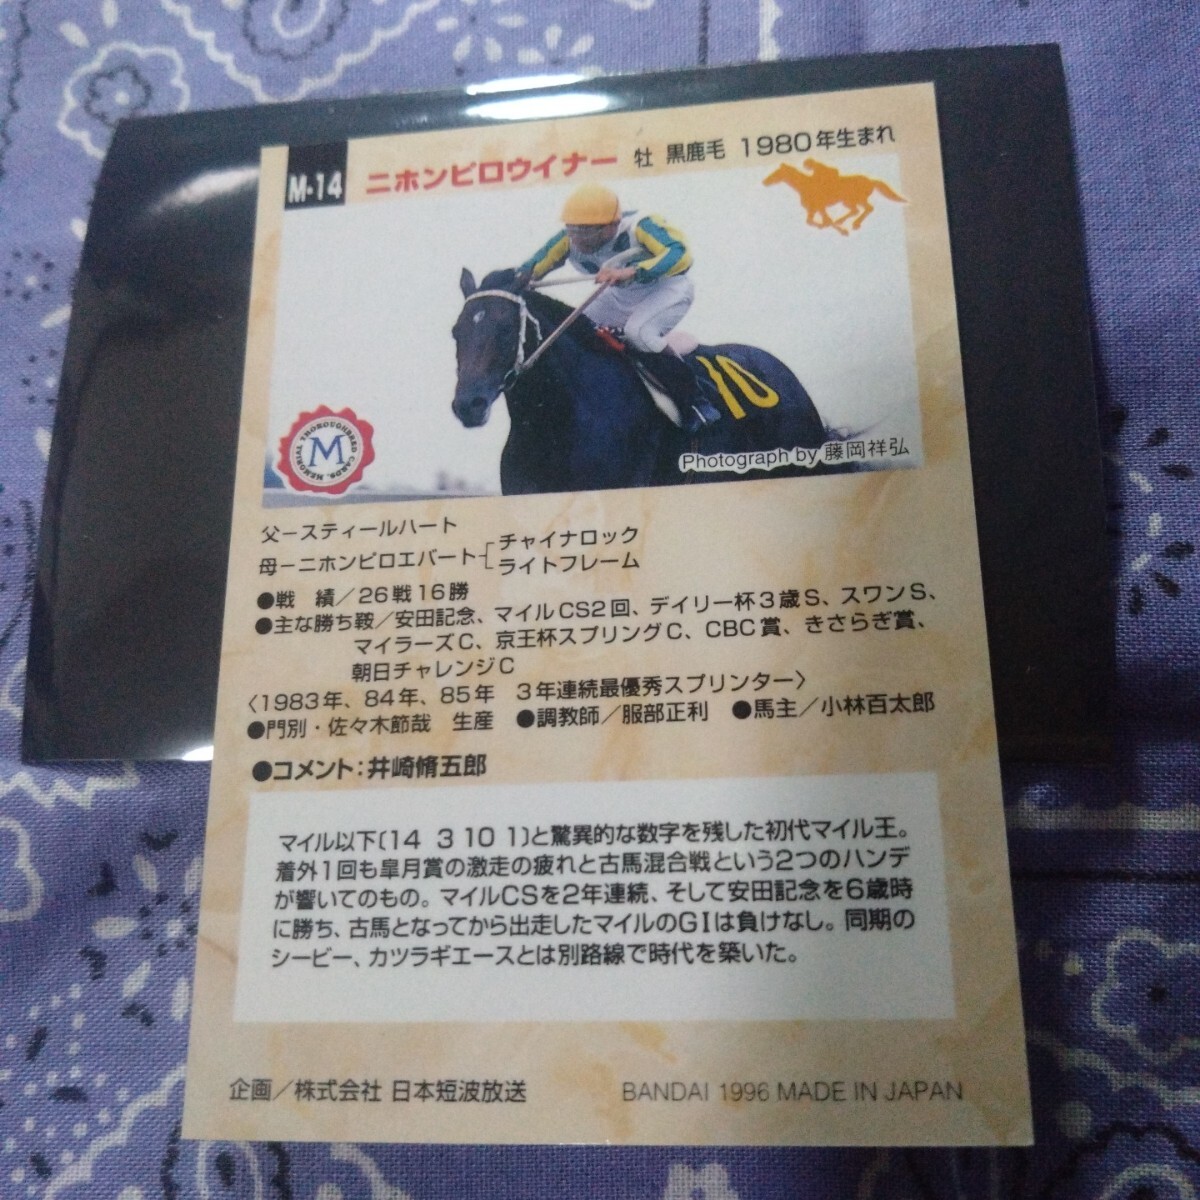 M-14 ニホンピロウイナー 牡 黒鹿毛 1980年生まれ
10
THOROUGHBRED CARDS, MEMORIAL
M
Photograph by 藤岡祥弘
父－スティールハート
母－ニホンピロエバート チャイナロック
ライトフレーム
●戦 績／26戦16勝
●主な勝ち鞍／安田記念、マイルCS2回、デイリー杯3歳S、スワンS、
マイラーズC、京王杯スプリングC、CBC賞、きさらぎ賞、
朝日チャレンジC
〈1983年、84年、85年 3年連続最優秀スプリンター〉
●門別・佐々木節哉 生産 ●調教師／服部正利 ●馬主／小林百太郎
●コメント:井崎脩五郎
マイル以下〔14 3 10 1〕と驚異的な数字を残した初代マイル王。
着外1回も皐月賞の激走の疲れと古馬混合戦という2つのハンデ
が響いてのもの。マイルCSを2年連続、そして安田記念を6歳時
に勝ち、古馬となってから出走したマイルのGⅠは負けなし。同期の
シービー、カツラギエースとは別路線で時代を築いた。
企画／株式会社 日本短波放送 BANDAI 1996 MADE IN JAPAN